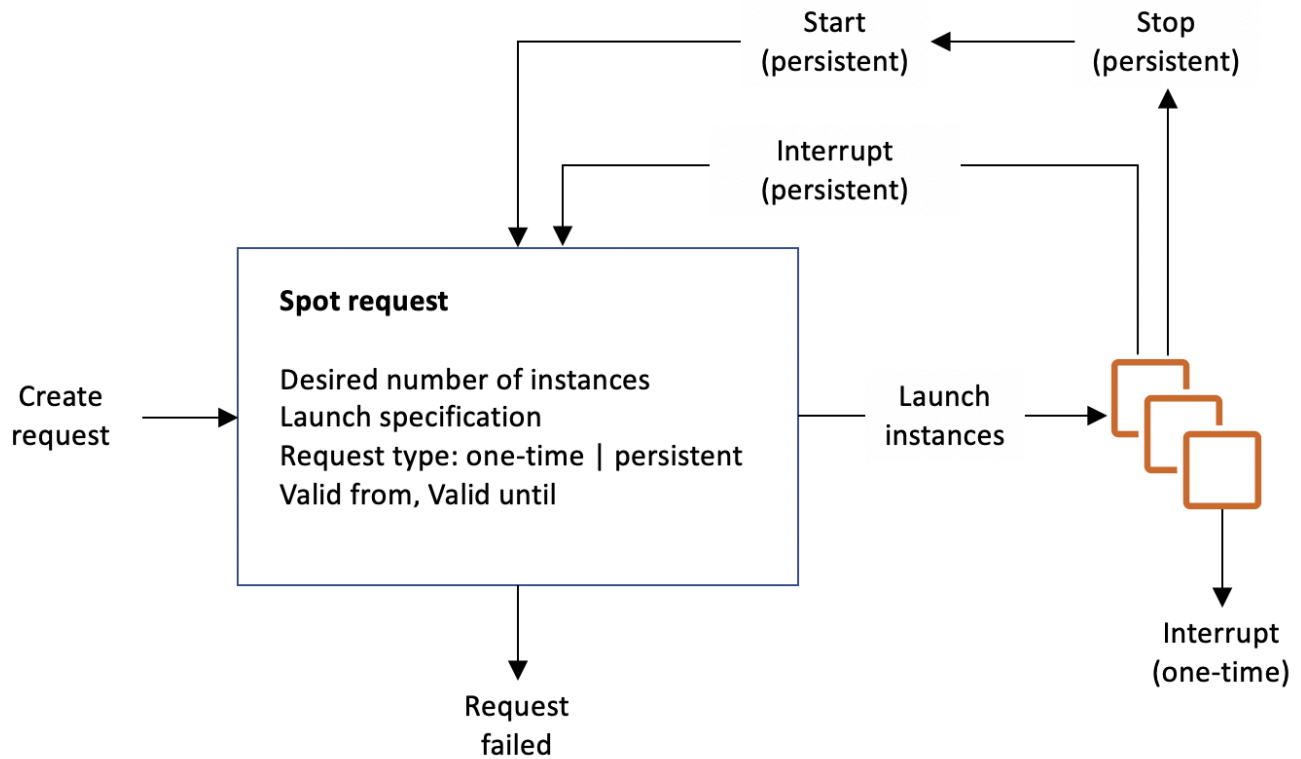 Start
(persistent)
Stop
(persistent)
Interrupt
(persistent)
Spot request
Desired number of instances
Launch specification
Request type: one-time | persistent
Valid from, Valid until
Create
request
Launch
instances
Interrupt
(one-time)
Request
failed